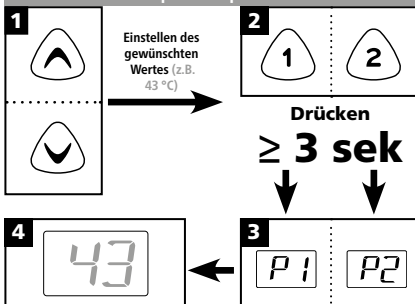 1
Einstellen des
gewünschten
Wertes (z.B.
43 °C)
2
1
2
Drücken
≥ 3 sek
3
P1
P2
4
43